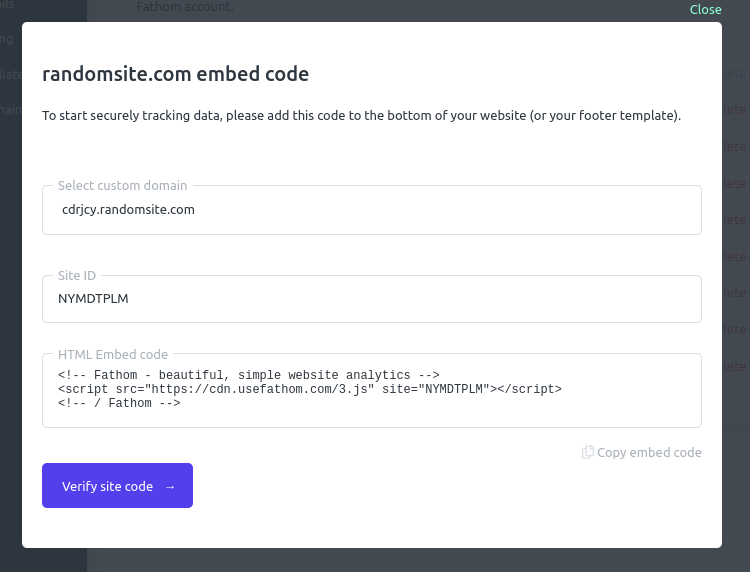 Fathom account.
Close
randomsite.com embed code
To start securely tracking data, please add this code to the bottom of your website (or your footer template).
Select custom domain
cdrjcy.randomsite.com
Site ID
NYMDTPLM
HTML Embed code
<!-- Fathom - beautiful, simple website analytics -->
<script src="https://cdn.usefathom.com/3.js" site="NYMDTPLM"></script>
<!-- / Fathom -->
Copy embed code
Verify site code →